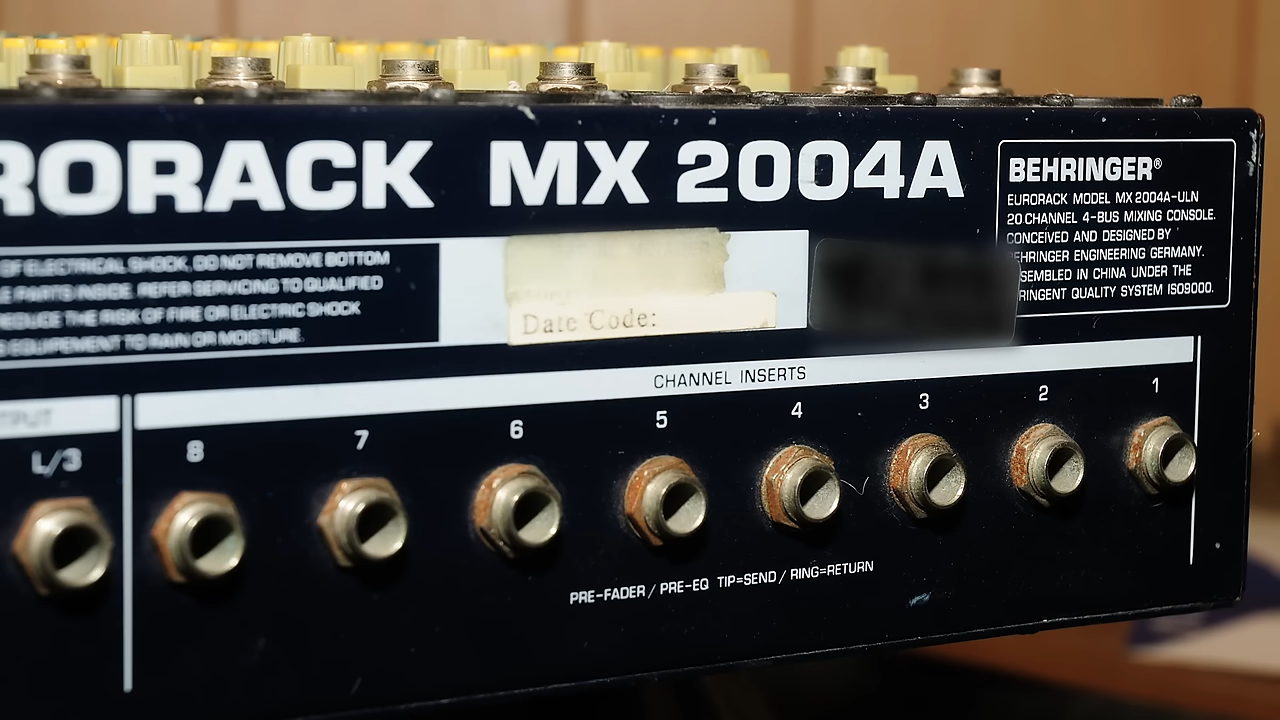 RORACK MX 2004A
BEHRINGER®
EURORACK MODEL MX 2004A-ULN
20 CHANNEL 4-BUS MIXING CONSOLE.
CONCEIVED AND DESIGNED BY
EHRINGER ENGINEERING GERMANY.
SEMBLED IN CHINA UNDER THE
RINGENT QUALITY SYSTEM ISO9000.
OF ELECTRICAL SHOCK, DO NOT REMOVE BOTTOM
E PARTS INSIDE. REFER SERVICING TO QUALIFIED
REDUCE THE RISK OF FIRE OR ELECTRIC SHOCK
S EQUIPEMENT TO RAIN OR MOISTURE.
Date Code:
CHANNEL INSERTS
TPUT
L/3 8 7 6 5 4 3 2 1
PRE-FADER / PRE-EQ TIP=SEND / RING=RETURN